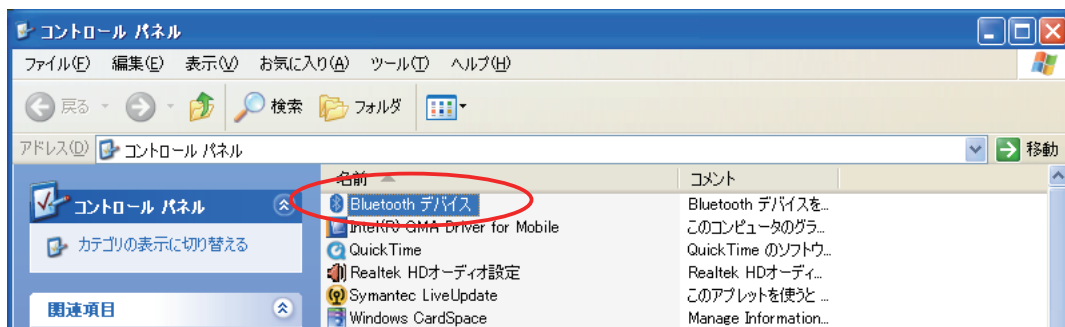 コントロール パネル
ファイル(F) 編集(E) 表示(V) お気に入り(A) ツール(T) ヘルプ(H)
戻る 検索 フォルダ
アドレス(D) コントロール パネル 移動
名前 コメント
コントロール パネル
カテゴリの表示に切り替える
関連項目
Bluetooth デバイス Bluetooth デバイスを...
Intel(R) GMA Driver for Mobile このコンピュータのグラ...
QuickTime QuickTime のソフトウ...
Realtek HDオーディオ設定 Realtek HDオーディ...
Symantec LiveUpdate このアプレットを使うと ...
Windows CardSpace Manage Information...